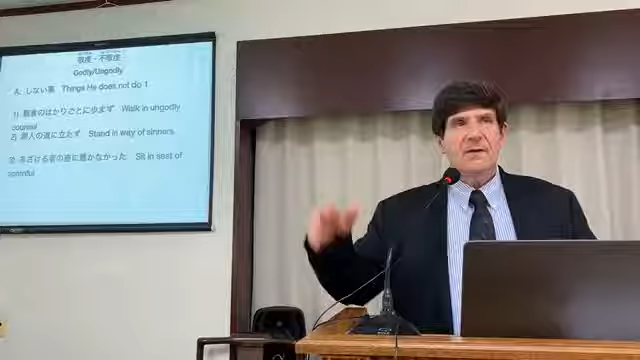 敬虔・不敬虔
Godly/Ungodly
A. しない事 Things He does not do 1
1) 悪者のはかりごとに歩まず Walk in ungodly
counsel
2) 罪人の道に立たず Stand in way of sinners
3) あざける者の座に着かなかった Sit in seat of
scornful